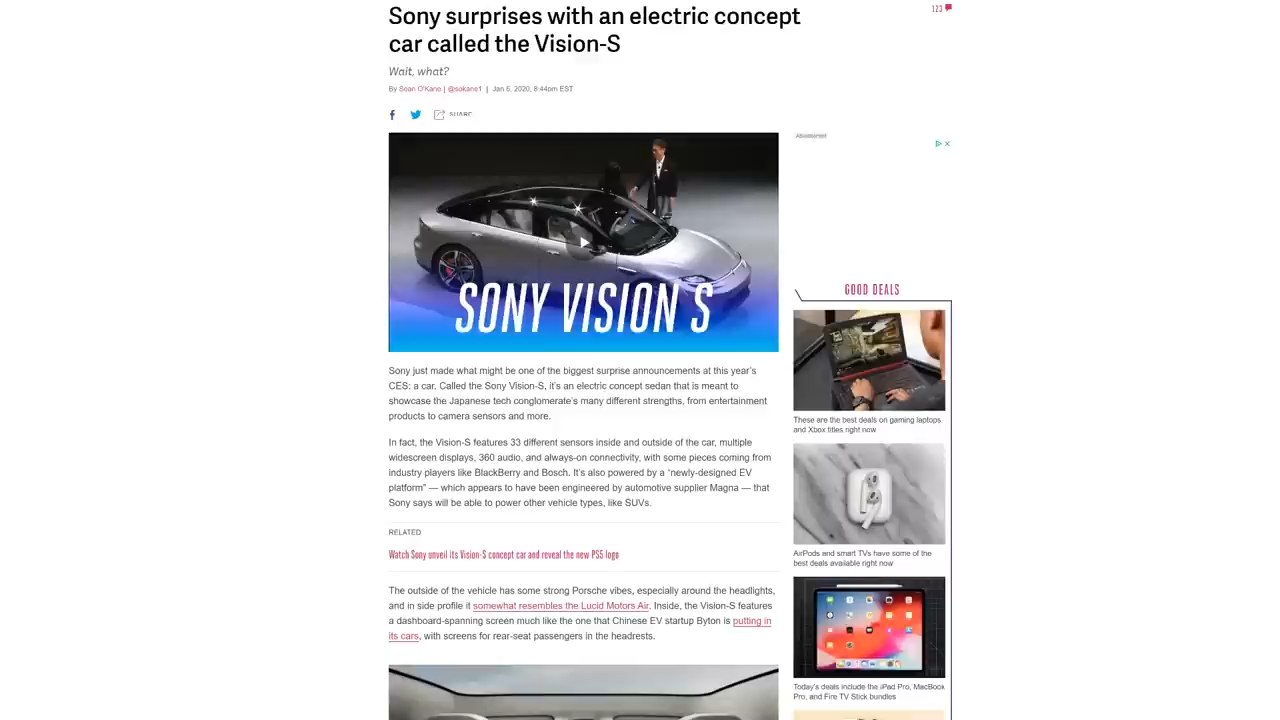 Sony surprises with an electric concept
car called the Vision-S
123
Wait, what?
By Sean O'Kane | @sokane1 | Jan 6, 2020, 8:44pm EST
SHARE
Advertisement
SONY VISION S
Sony just made what might be one of the biggest surprise announcements at this year's
CES: a car. Called the Sony Vision-S, it's an electric concept sedan that is meant to
showcase the Japanese tech conglomerate's many different strengths, from entertainment
products to camera sensors and more.
In fact, the Vision-S features 33 different sensors inside and outside of the car, multiple
widescreen displays, 360 audio, and always-on connectivity, with some pieces coming from
industry players like BlackBerry and Bosch. It's also powered by a "newly-designed EV
platform" — which appears to have been engineered by automotive supplier Magna — that
Sony says will be able to power other vehicle types, like SUVs.
RELATED
Watch Sony unveil its Vision-S concept car and reveal the new PS5 logo
The outside of the vehicle has some strong Porsche vibes, especially around the headlights,
and in side profile it somewhat resembles the Lucid Motors Air. Inside, the Vision-S features
a dashboard-spanning screen much like the one that Chinese EV startup Byton is putting in
its cars, with screens for rear-seat passengers in the headrests.
GOOD DEALS
These are the best deals on gaming laptops
and Xbox titles right now
AirPods and smart TVs have some of the
best deals available right now
Today's deals include the iPad Pro, MacBook
Pro, and Fire TV Stick bundles